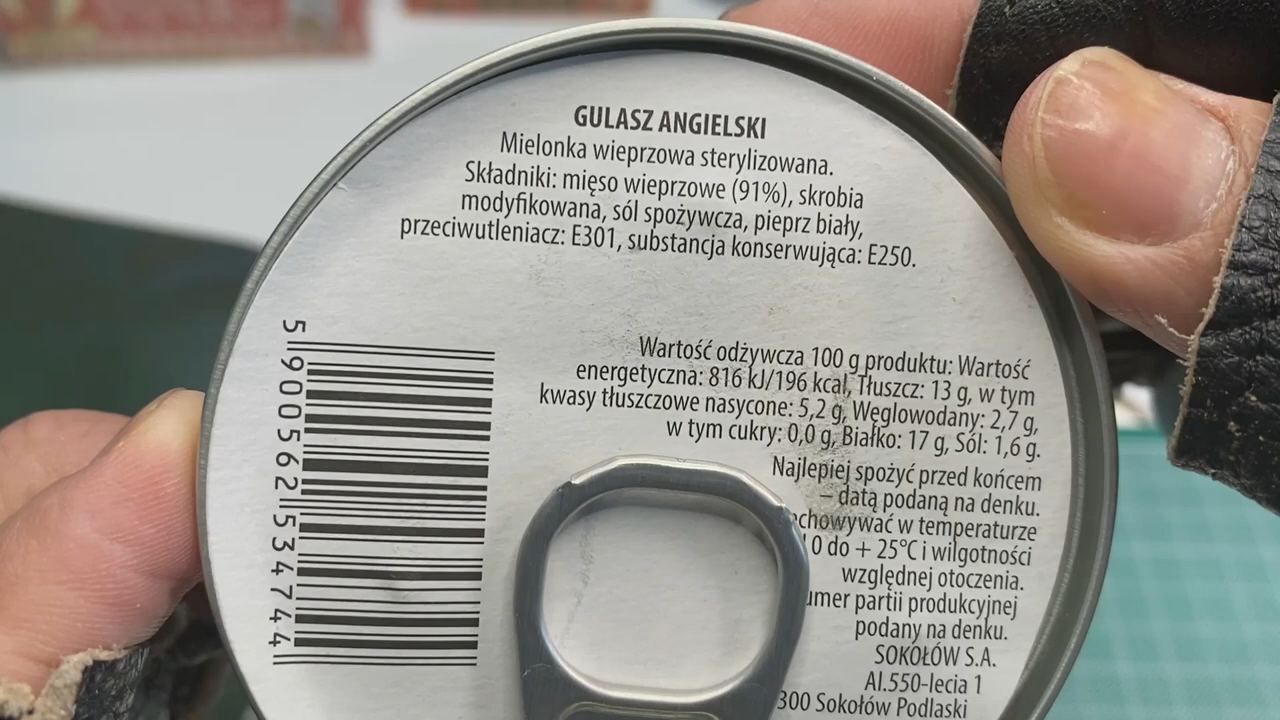 GULASZ ANGIELSKI
Mielonka wieprzowa sterylizowana.
Składniki: mięso wieprzowe (91%), skrobia
modyfikowana, sól spożywcza, pieprz biały,
przeciwutleniacz: E301, substancja konserwująca: E250.
Wartość odżywcza 100 g produktu: Wartość
energetyczna: 816 kJ/196 kcal, Tłuszcz: 13 g, w tym
kwasy tłuszczowe nasycone: 5,2 g, Węglowodany: 2,7 g,
w tym cukry: 0,0 g, Białko: 17 g, Sól: 1,6 g.
Najlepiej spożyć przed końcem
– datą podaną na denku.
chowywać w temperaturze
0 do + 25°C i wilgotności
względnej otoczenia.
umer partii produkcyjnej
podany na denku.
SOKOŁÓW S.A.
Al.550-lecia 1
300 Sokołów Podlaski
5 900562 534744